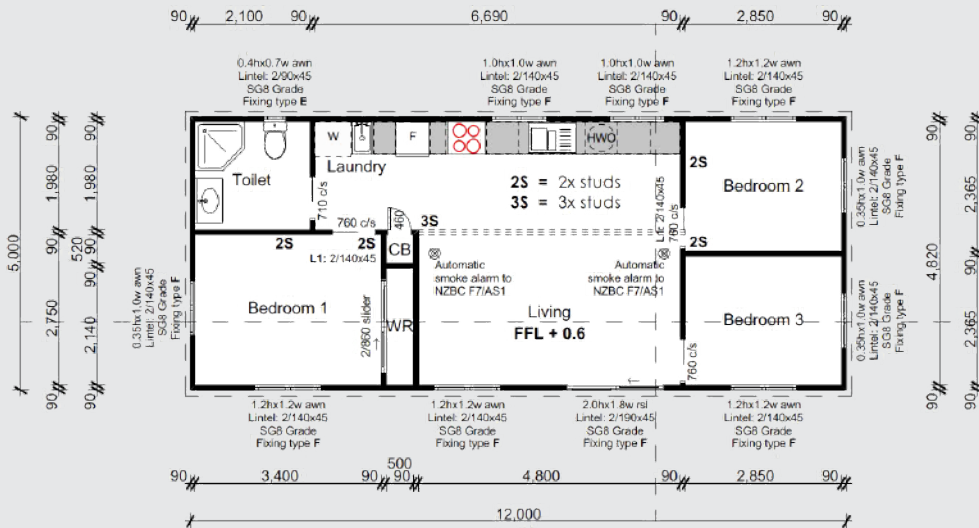 90 2,100 90 6,690 90 2,850 90
0.4hx0.7w awn
Lintel: 2/90x45
SG8 Grade
Fixing type E
1.0hx1.0w awn
Lintel: 2/140x45
SG8 Grade
Fixing type F
1.0hx1.0w awn
Lintel: 2/140x45
SG8 Grade
Fixing type F
1.2hx1.2w awn
Lintel: 2/140x45
SG8 Grade
Fixing type F
5,000
90 1,980 90 2,750 90
90 1,980 90 520 90 2,140 90
0.35hx1.0w awn
Lintel: 2/140x45
SG8 Grade
Fixing type F
Toilet
W
F
HWO
Laundry
710 c/s
760 c/s
460
2S = 2x studs
3S = 3x studs
3S
2S
2S
L1: 2/140x45
CB
Bedroom 1
2/860 slider
WR
Automatic
smoke alarm to
NZBC F7/AS1
Automatic
smoke alarm to
NZBC F7/AS1
Living
FFL + 0.6
L1: 2/140x45
760 c/s
2S
2S
Bedroom 2
Bedroom 3
760 c/s
0.35hx1.0w awn
Lintel: 2/140x45
SG8 Grade
Fixing type F
0.35hx1.0w awn
Lintel: 2/140x45
SG8 Grade
Fixing type F
90 4,820 90
90 2,365 90 2,365 90
1.2hx1.2w awn
Lintel: 2/140x45
SG8 Grade
Fixing type F
1.2hx1.2w awn
Lintel: 2/140x45
SG8 Grade
Fixing type F
2.0hx1.8w rsl
Lintel: 2/190x45
SG8 Grade
Fixing type F
1.2hx1.2w awn
Lintel: 2/140x45
SG8 Grade
Fixing type F
500
90 3,400 90 90 4,800 90 2,850 90
12,000